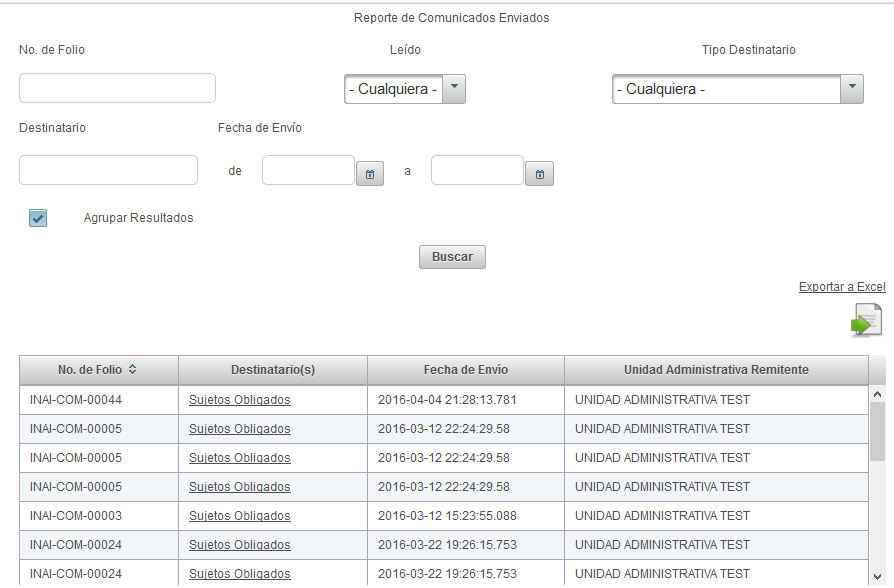 Reporte de Comunicados Enviados
No. de Folio Leído Tipo Destinatario
- Cualquiera - - Cualquiera -
Destinatario Fecha de Envío
de a
Agrupar Resultados
Buscar
Exportar a Excel
No. de Folio Destinatario(s) Fecha de Envío Unidad Administrativa Remitente
INAI-COM-00044 Sujetos Obligados 2016-04-04 21:28:13.781 UNIDAD ADMINISTRATIVA TEST
INAI-COM-00005 Sujetos Obligados 2016-03-12 22:24:29.58 UNIDAD ADMINISTRATIVA TEST
INAI-COM-00005 Sujetos Obligados 2016-03-12 22:24:29.58 UNIDAD ADMINISTRATIVA TEST
INAI-COM-00005 Sujetos Obligados 2016-03-12 22:24:29.58 UNIDAD ADMINISTRATIVA TEST
INAI-COM-00003 Sujetos Obligados 2016-03-12 15:23:55.088 UNIDAD ADMINISTRATIVA TEST
INAI-COM-00024 Sujetos Obligados 2016-03-22 19:26:15.753 UNIDAD ADMINISTRATIVA TEST
INAI-COM-00024 Sujetos Obligados 2016-03-22 19:26:15.753 UNIDAD ADMINISTRATIVA TEST